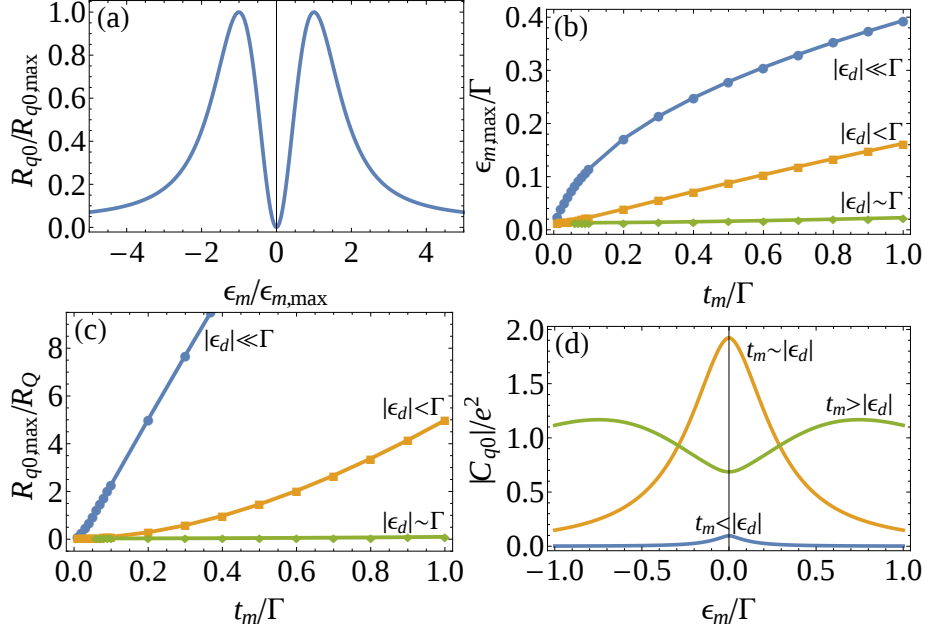 (a)
R_{q0}/R_{q0,max}
1.0
0.8
0.6
0.4
0.2
0.0
−4 −2 0 2 4
ϵ_m/ϵ_{m,max}
(b)
ϵ_{m,max}/Γ
0.4
0.3
0.2
0.1
0.0
|ϵ_d|≪Γ
|ϵ_d|<Γ
|ϵ_d|~Γ
0.0 0.2 0.4 0.6 0.8 1.0
t_m/Γ
(c)
R_{q0,max}/R_Q
8
6
4
2
0
|ϵ_d|≪Γ
|ϵ_d|<Γ
|ϵ_d|~Γ
0.0 0.2 0.4 0.6 0.8 1.0
t_m/Γ
(d)
|C_{q0}|/e²
2.0
1.5
1.0
0.5
0.0
t_m~|ϵ_d|
t_m>|ϵ_d|
t_m<|ϵ_d|
−1.0 −0.5 0.0 0.5 1.0
ϵ_m/Γ